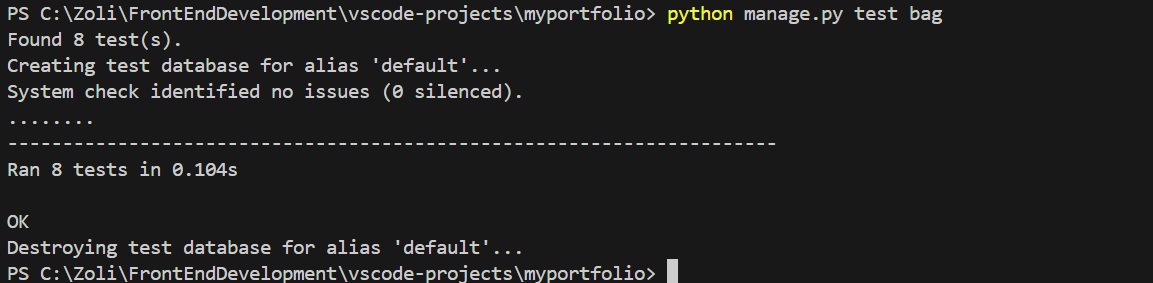 PS C:\Zoli\FrontEndDevelopment\vscode-projects\myportfolio> python manage.py test bag
Found 8 test(s).
Creating test database for alias 'default'...
System check identified no issues (0 silenced).
........
----------------------------------------------------------------------
Ran 8 tests in 0.104s

OK
Destroying test database for alias 'default'...
PS C:\Zoli\FrontEndDevelopment\vscode-projects\myportfolio>